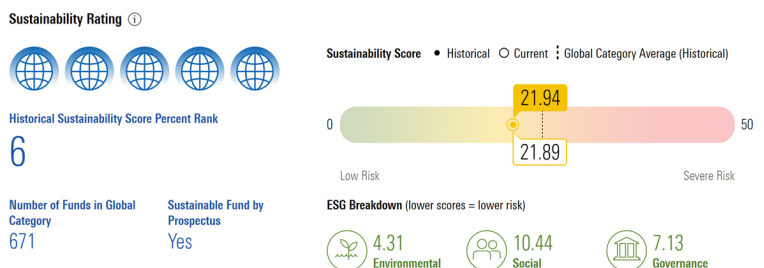 Sustainability Rating
Historical Sustainability Score Percent Rank
6
Number of Funds in Global
Category
671
Sustainable Fund by
Prospectus
Yes
Sustainability Score Historical Current Global Category Average (Historical)
21.94
0
50
21.89
Low Risk
Severe Risk
ESG Breakdown (lower scores = lower risk)
4.31
Environmental
10.44
Social
7.13
Governance